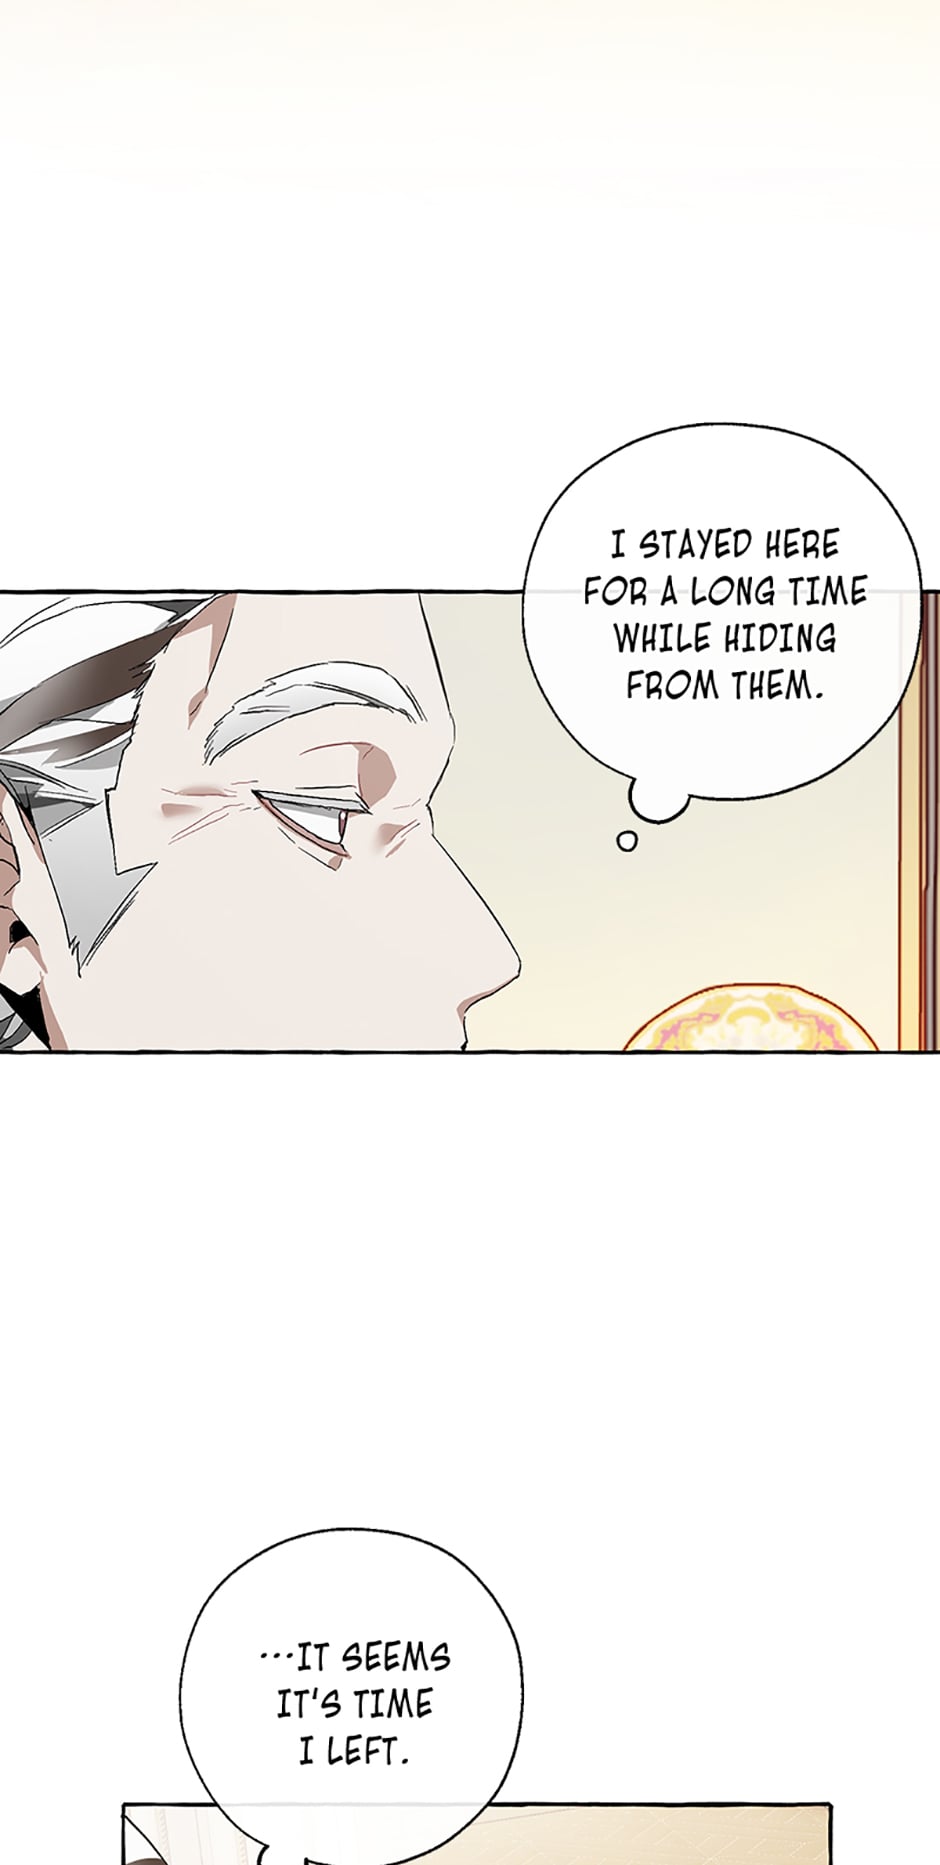 I STAYED HERE
FOR A LONG TIME
WHILE HIDING
FROM THEM.
...IT SEEMS
IT'S TIME
I LEFT.